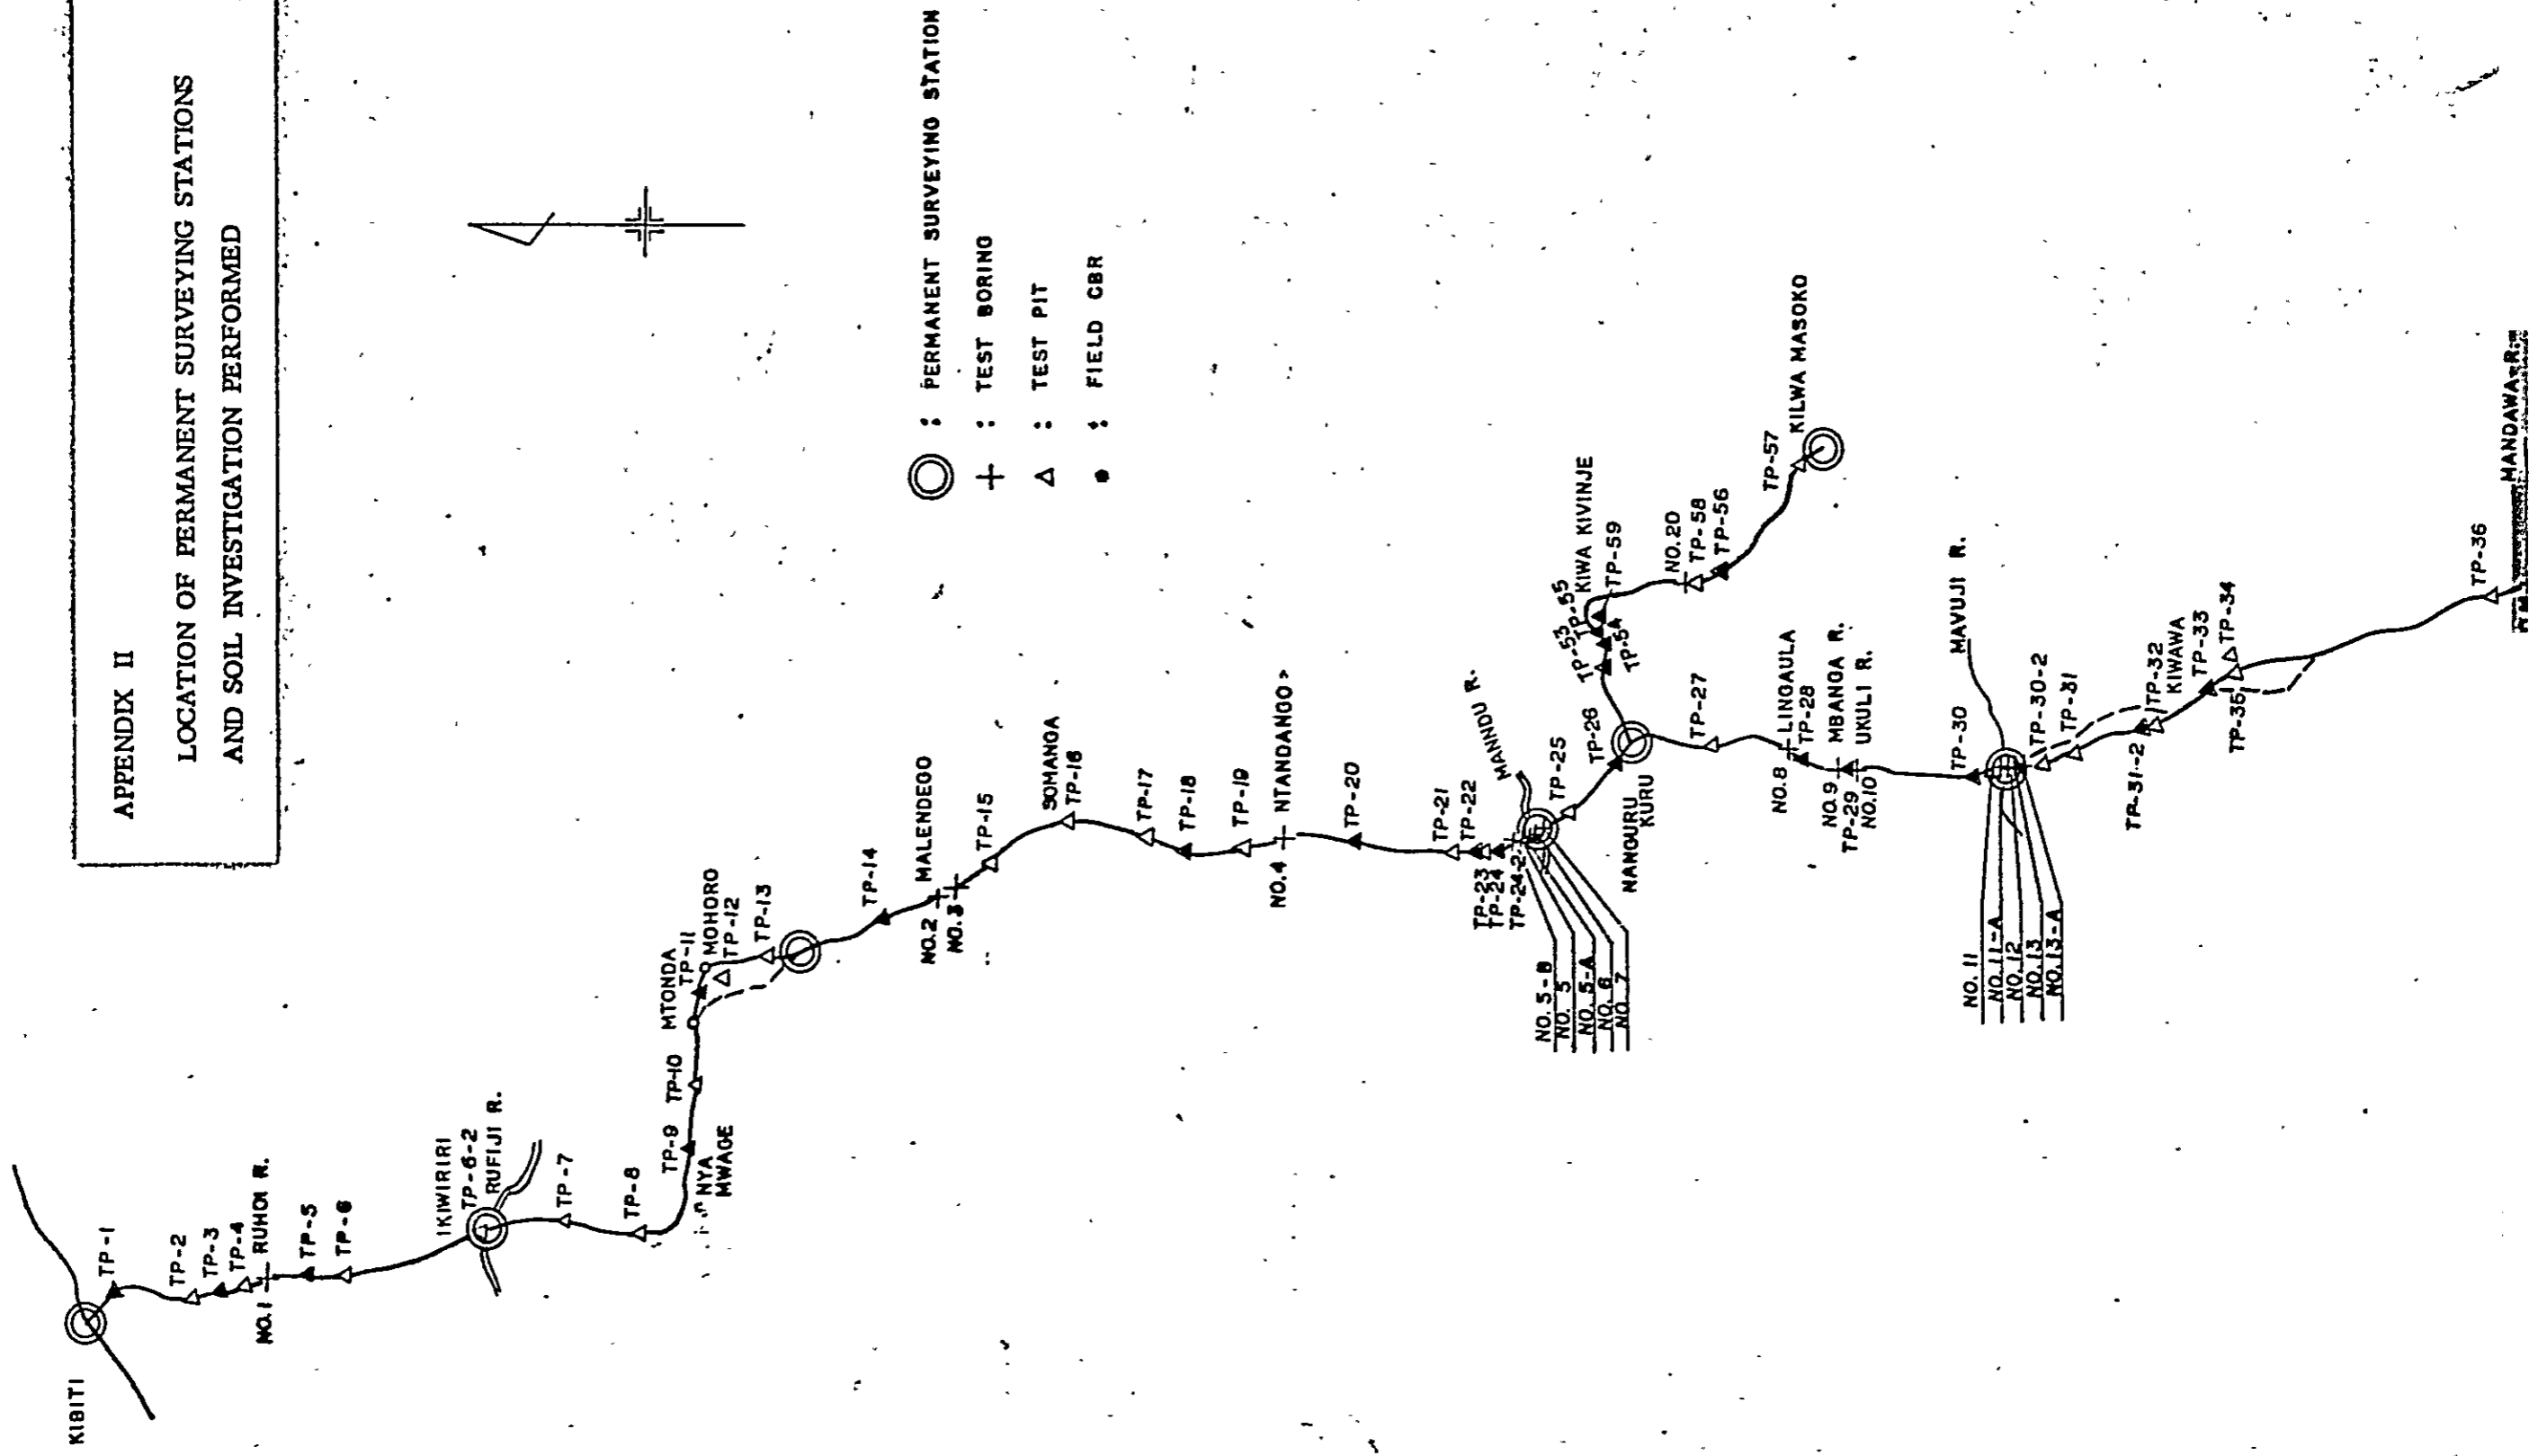 APPENDIX II
LOCATION OF PERMANENT SURVEYING STATIONS
AND SOIL INVESTIGATION PERFORMED
: PERMANENT SURVEYING STATION
: TEST BORING
: TEST PIT
: FIELD CBR
KIBITI
TP-1
TP-2
TP-3
TP-4
NO.1
RUHOI R.
TP-5
TP-6
IKIWIRIRI
TP-6-2
RUFIJI R.
TP-7
TP-8
TP-9
NYA
MWAGE
TP-10
MTONDA
TP-11
MOHORO
TP-12
TP-13
TP-14
NO.2
MALENDEGO
NO.3
TP-15
SOMANGA
TP-16
TP-17
TP-18
TP-19
NO.4
NTANDANGO
TP-20
TP-21
TP-22
TP-23
TP-24
TP-24-2
MANNDU R.
NO.5-B
NO.5
NO.5-A
NO.6
NO.7
TP-25
TP-26
NANGURU
KURU
TP-53
TP-55
TP-54
KIWA KIVINJE
TP-59
NO.20
TP-58
TP-56
TP-57
KILWA MASOKO
TP-27
NO.8
LINGAULA
TP-28
NO.9
MBANGA R.
TP-29
UKULI R.
NO.10
TP-30
MAVUJI R.
NO.11
NO.11-A
NO.12
NO.13
NO.13-A
TP-30-2
TP-31
TP-31-2
TP-32
KIWAWA
TP-33
TP-34
TP-35
TP-36
MANDAWA R.